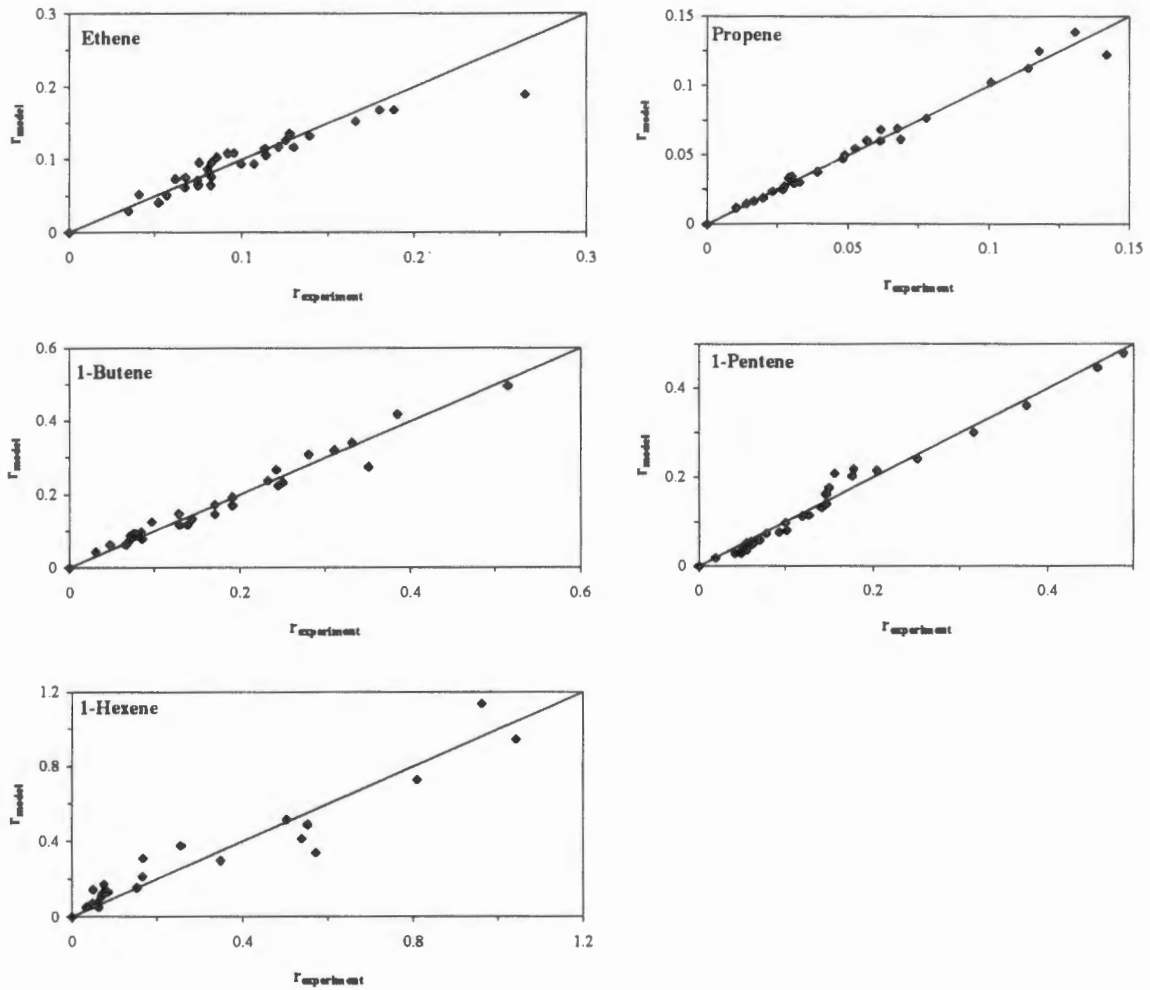 Ethene
0.3
0.2
0.1
0
r_model
0
0.1
0.2
0.3
r_experiment
Propene
0.15
0.1
0.05
0
r_model
0
0.05
0.1
0.15
r_experiment
1-Butene
0.6
0.4
0.2
0
r_model
0
0.2
0.4
0.6
r_experiment
1-Pentene
0.4
0.2
0
r_model
0
0.2
0.4
r_experiment
1-Hexene
1.2
0.8
0.4
0
r_model
0
0.4
0.8
1.2
r_experiment